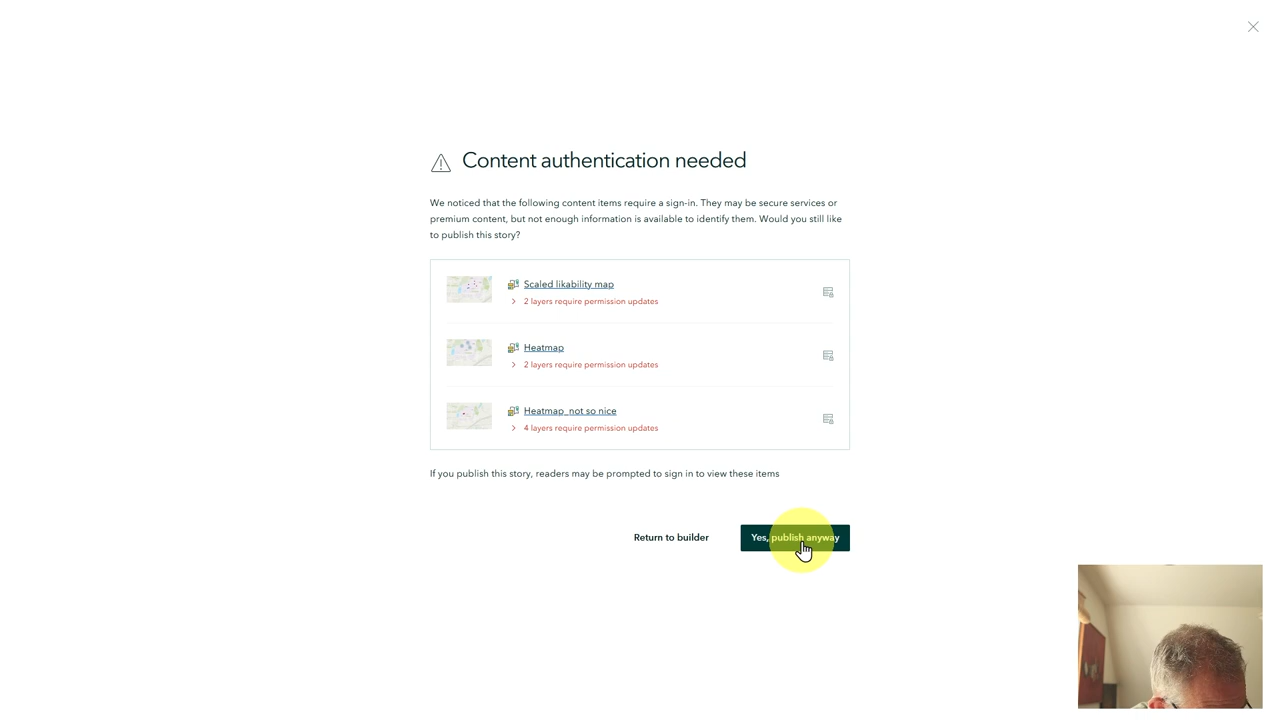 Content authentication needed
We noticed that the following content items require a sign-in. They may be secure services or
premium content, but not enough information is available to identify them. Would you still like
to publish this story?
Scaled likability map
2 layers require permission updates
Heatmap
2 layers require permission updates
Heatmap_not so nice
4 layers require permission updates
If you publish this story, readers may be prompted to sign in to view these items
Return to builder
Yes, publish anyway